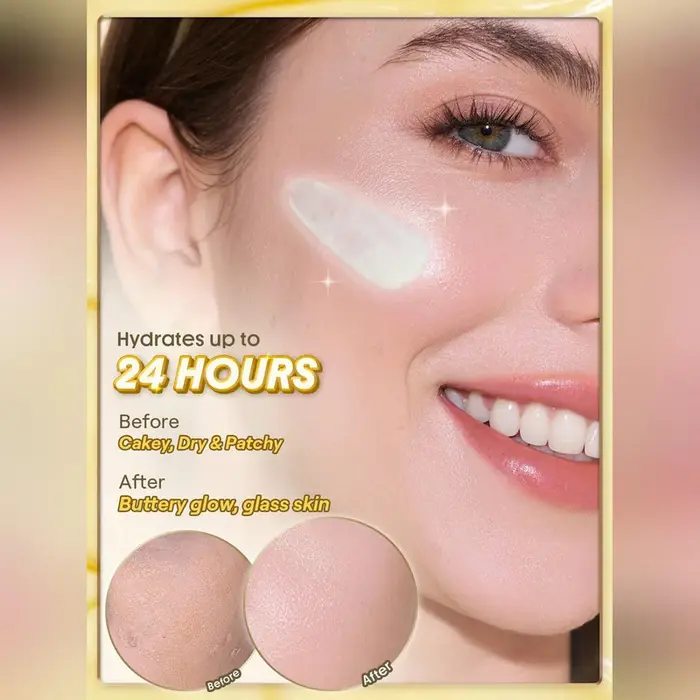 Hydrates up to
24 HOURS
Before
Cakey, Dry & Patchy
After
Buttery glow, glass skin
Before
After